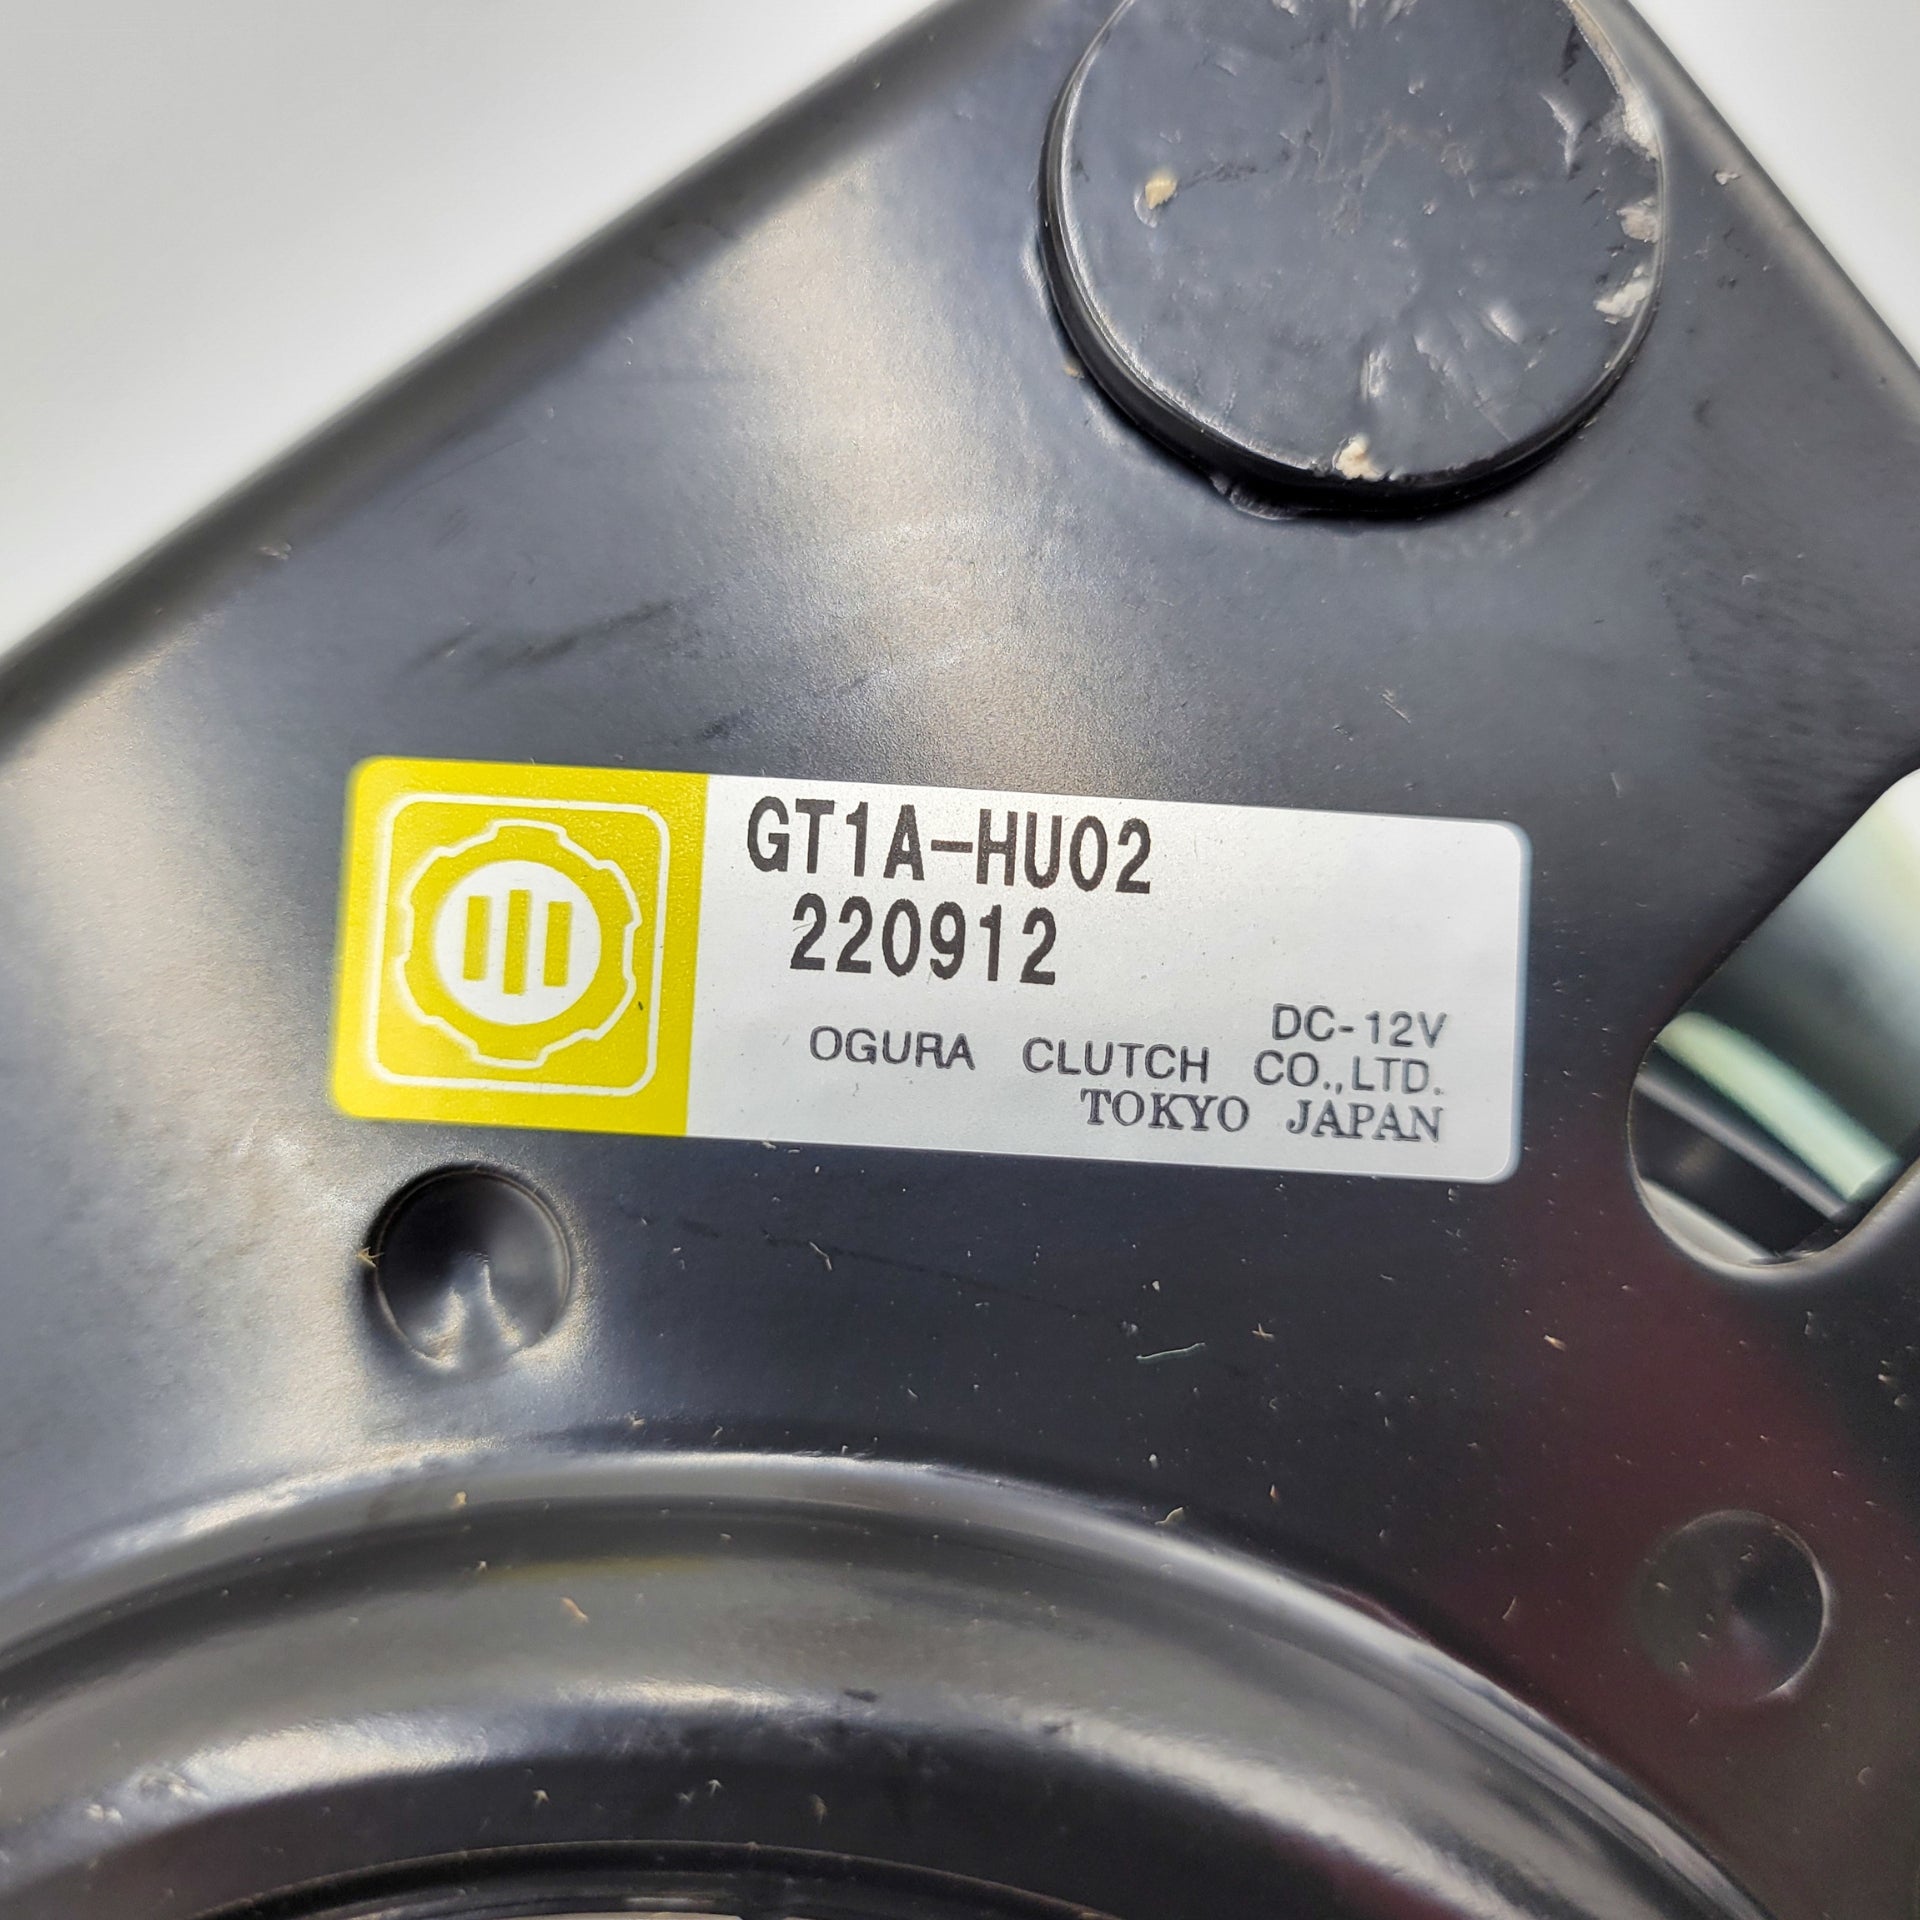 GT1A-HU02
220912
DC-12V
OGURA CLUTCH CO.,LTD.
TOKYO JAPAN